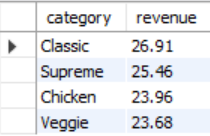 category revenue
Classic 26.91
Supreme 25.46
Chicken 23.96
Veggie 23.68